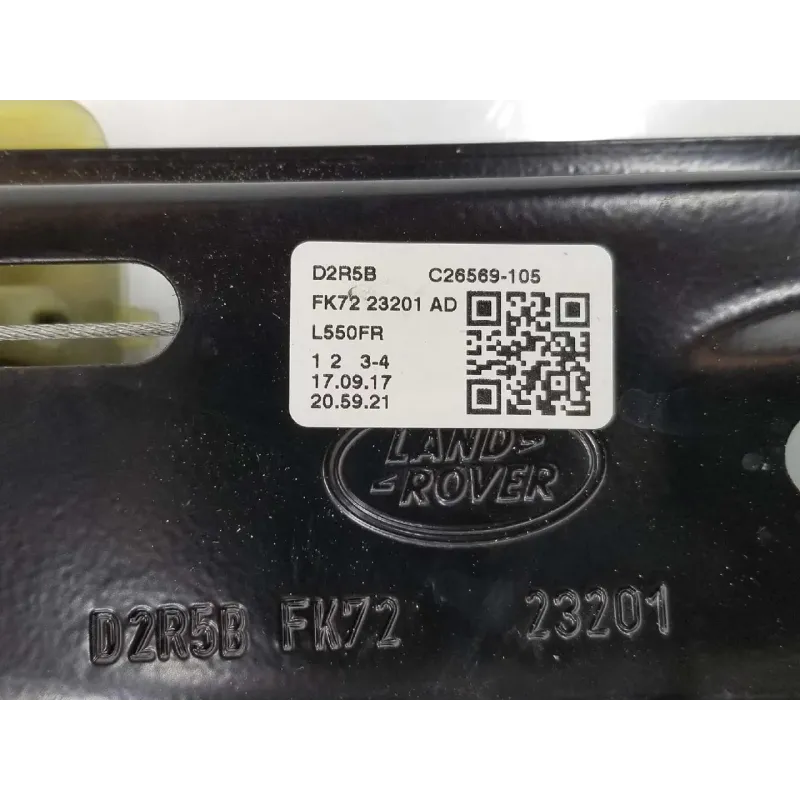 D2R5B C26569-105
FK72 23201 AD
L550FR
1 2 3-4
17.09.17
20.59.21
LAND-
-ROVER
D2R5B FK72 23201